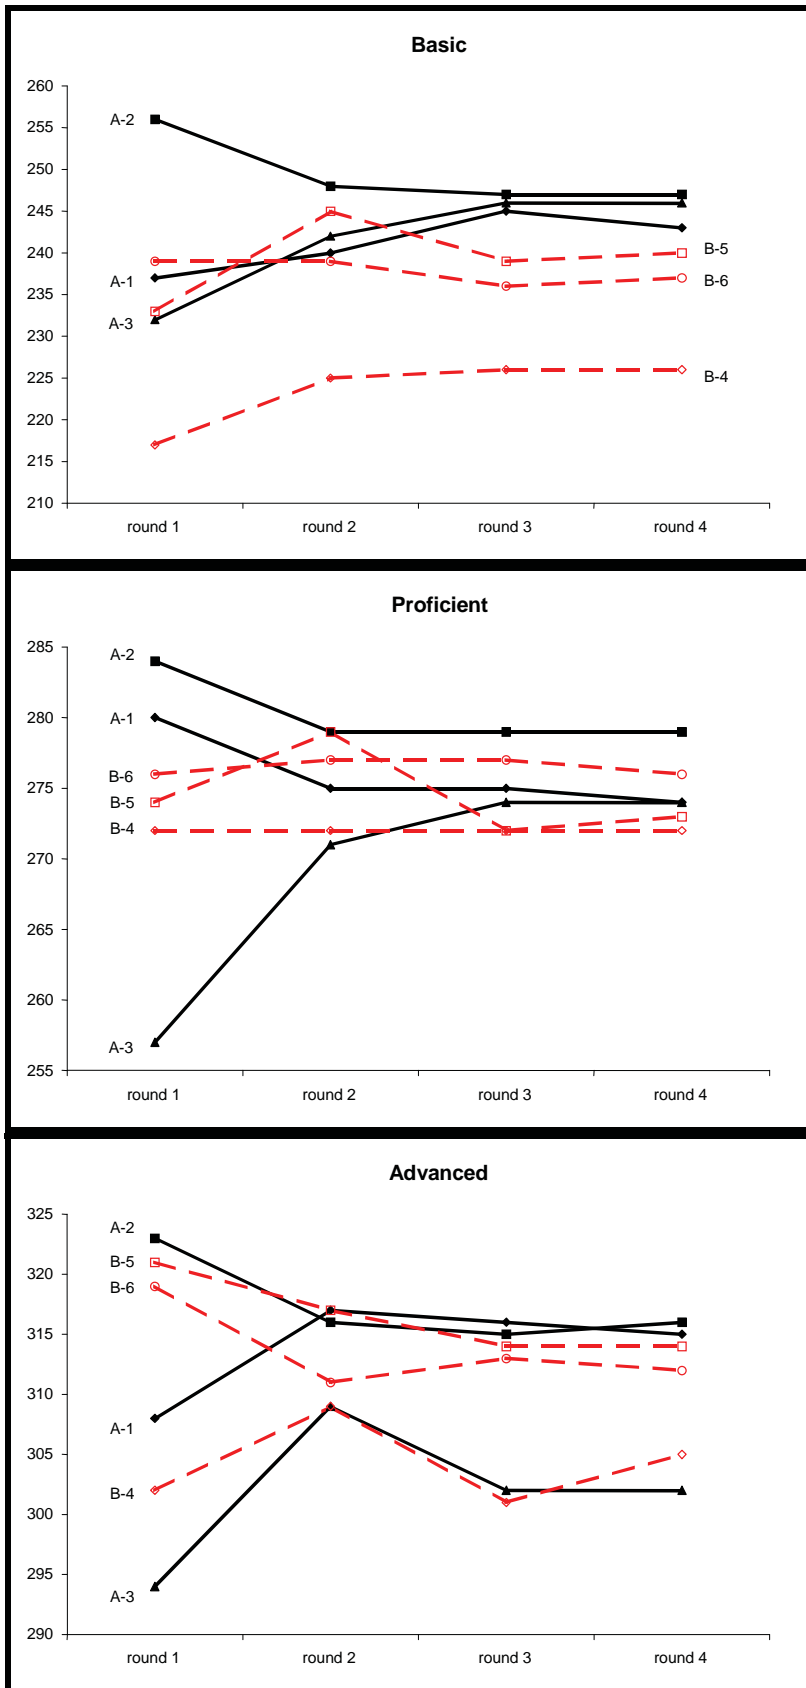 Basic
260
255
250
245
240
235
230
225
220
215
210
A-2
A-1
A-3
B-5
B-6
B-4
round 1 round 2 round 3 round 4
Proficient
285
280
275
270
265
260
255
A-2
A-1
B-6
B-5
B-4
A-3
round 1 round 2 round 3 round 4
Advanced
325
320
315
310
305
300
295
290
A-2
B-5
B-6
A-1
B-4
A-3
round 1 round 2 round 3 round 4